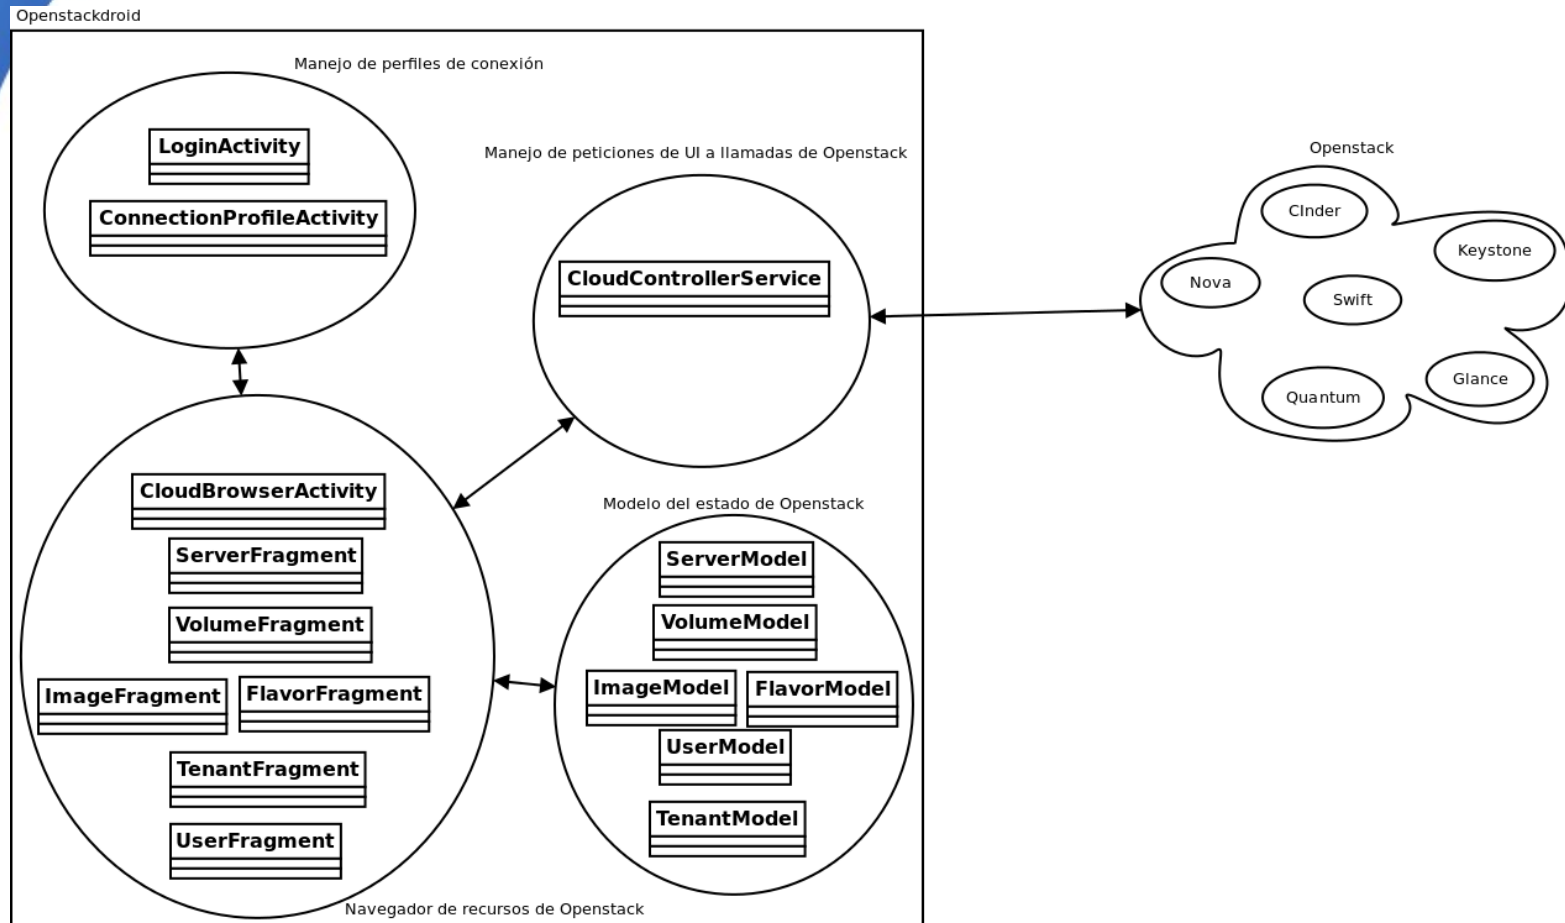 Openstackdroid
Manejo de perfiles de conexión
LoginActivity
ConnectionProfileActivity
Manejo de peticiones de UI a llamadas de Openstack
CloudControllerService
Openstack
CInder
Keystone
Nova
Swift
Glance
Quantum
CloudBrowserActivity
ServerFragment
VolumeFragment
ImageFragment
FlavorFragment
TenantFragment
UserFragment
Navegador de recursos de Openstack
Modelo del estado de Openstack
ServerModel
VolumeModel
ImageModel
FlavorModel
UserModel
TenantModel